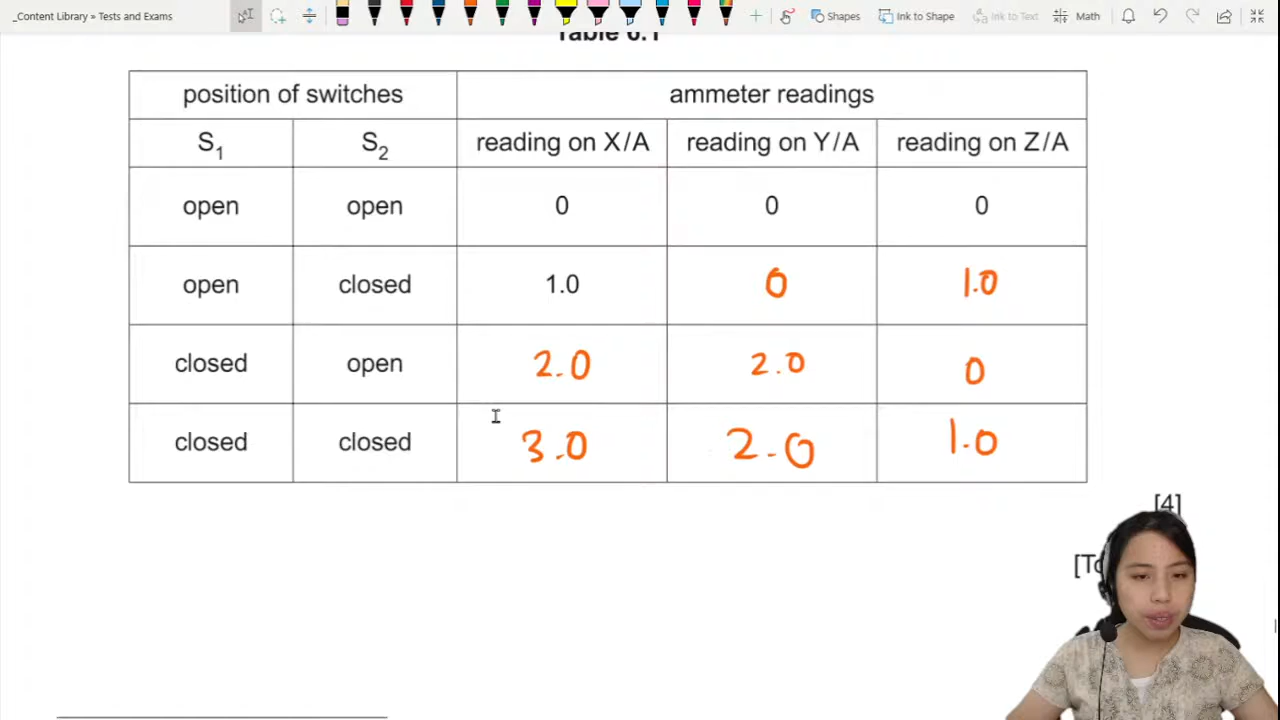 _Content Library » Tests and Exams
Shapes
Ink to Shape
Ink to Text
Math
Table 6.1
position of switches ammeter readings
S1 S2 reading on X/A reading on Y/A reading on Z/A
open open 0 0 0
open closed 1.0 0 1.0
closed open 2.0 2.0 0
closed closed 3.0 2.0 1.0
[4]